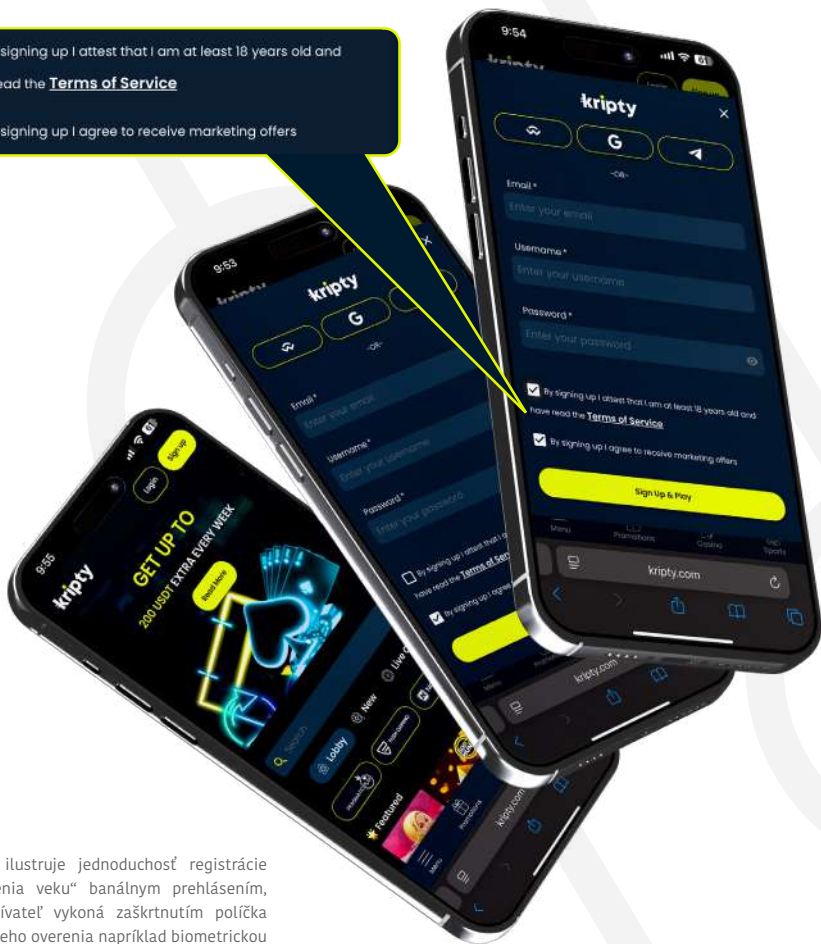 signing up I attest that I am at least 18 years old and
ead the Terms of Service
signing up I agree to receive marketing offers
9:54
kripty
G
-OR-
Email*
Enter your email
Username*
Enter your username
Password*
Enter your password
By signing up I attest that I am at least 18 years old and
have read the Terms of Service
By signing up I agree to receive marketing offers
Sign Up & Play
Menu
Promotions
Casino
Sports
kripty.com
9:53
kripty
G
-OR-
Email*
Enter your email
Username*
Enter your username
Password*
Enter your password
By signing up I attest that I
have read the Terms of Ser
By signing up I agree
Menu
kripty.com
9:55
kripty
Login
Sign up
GET UP TO
200 USDT EXTRA EVERY WEEK
Read More
Search
Lobby
New
Live
Featured
Menu
Promotions
kripty.com
ilustruje jednoduchosť registrácie
enia veku“ banálnym prehlásením,
ívateľ vykoná zaškrtnutím políčka
eho overenia napríklad biometrickou